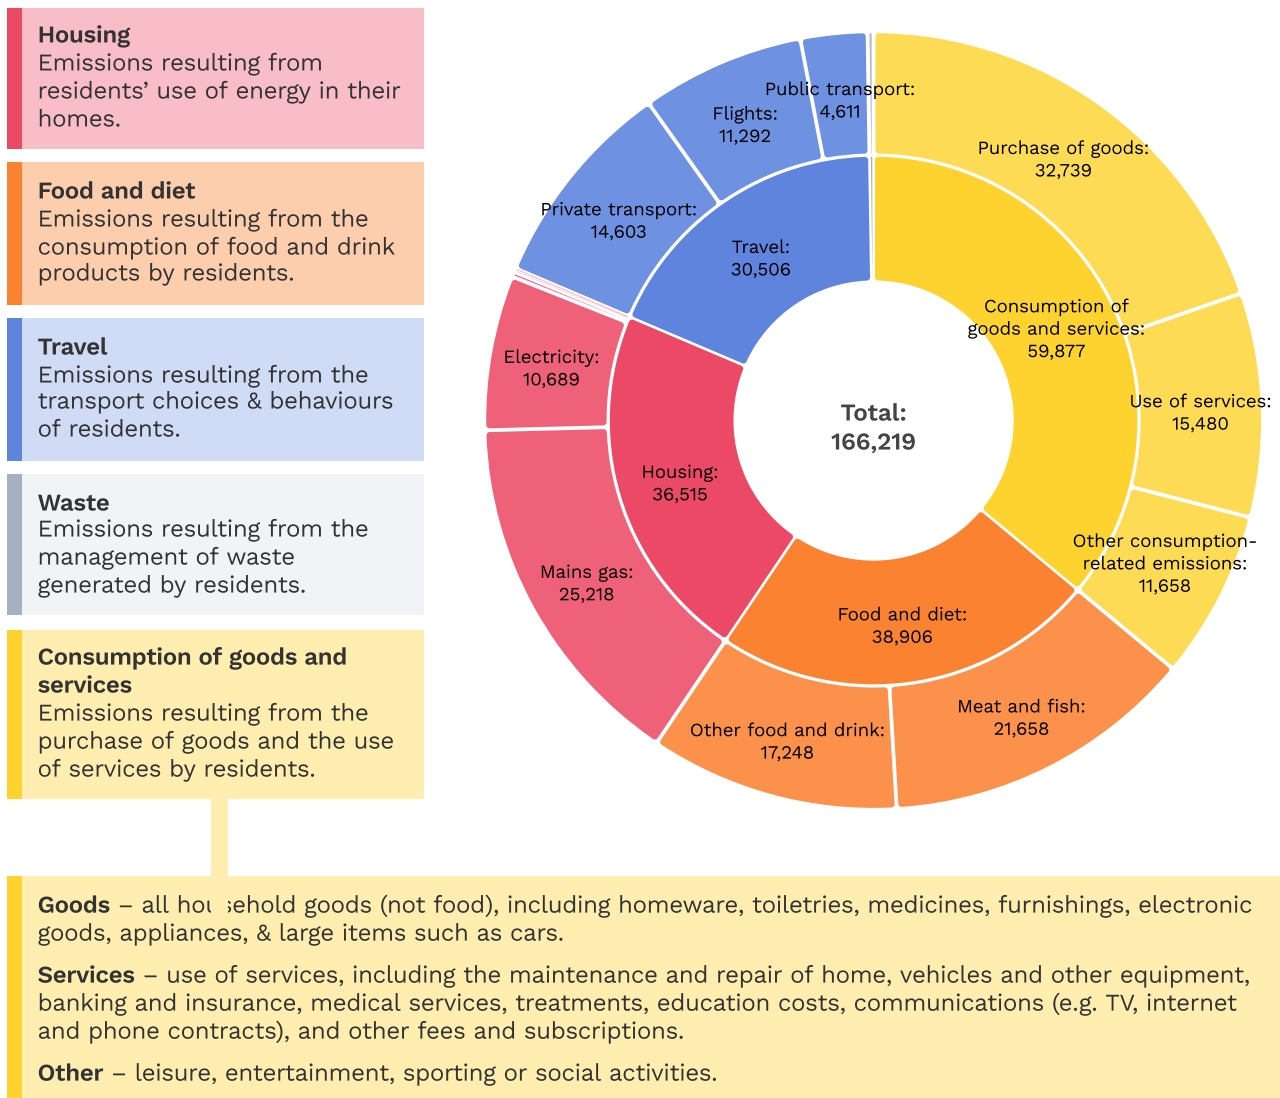 Housing
Emissions resulting from
residents’ use of energy in their
homes.
Food and diet
Emissions resulting from the
consumption of food and drink
products by residents.
Travel
Emissions resulting from the
transport choices & behaviours
of residents.
Waste
Emissions resulting from the
management of waste
generated by residents.
Consumption of goods and
services
Emissions resulting from the
purchase of goods and the use
of services by residents.
Public transport:
4,611
Flights:
11,292
Purchase of goods:
32,739
Private transport:
14,603
Travel:
30,506
Consumption of
goods and services:
59,877
Electricity:
10,689
Use of services:
15,480
Total:
166,219
Housing:
36,515
Other consumption-
related emissions:
11,658
Mains gas:
25,218
Food and diet:
38,906
Meat and fish:
21,658
Other food and drink:
17,248
Goods – all household goods (not food), including homeware, toiletries, medicines, furnishings, electronic
goods, appliances, & large items such as cars.
Services – use of services, including the maintenance and repair of home, vehicles and other equipment,
banking and insurance, medical services, treatments, education costs, communications (e.g. TV, internet
and phone contracts), and other fees and subscriptions.
Other – leisure, entertainment, sporting or social activities.